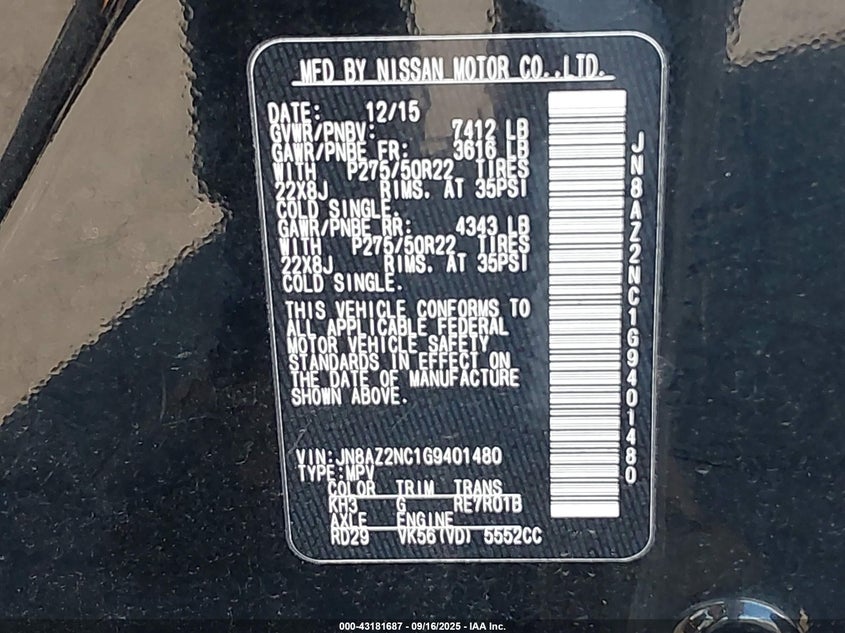 MFD BY NISSAN MOTOR CO.,LTD.
DATE: 12/15
GVWR/PNBV: 7412 LB
GAWR/PNBE FR: 3616 LB
WITH P275/50R22 TIRES
22X8J RIMS. AT 35PSI
COLD SINGLE.
GAWR/PNBE RR: 4343 LB
WITH P275/50R22 TIRES
22X8J RIMS. AT 35PSI
COLD SINGLE.
THIS VEHICLE CONFORMS TO
ALL APPLICABLE FEDERAL
MOTOR VEHICLE SAFETY
STANDARDS IN EFFECT ON
THE DATE OF MANUFACTURE
SHOWN ABOVE.
VIN:JN8AZ2NC1G9401480
TYPE:MPV
COLOR TRIM TRANS
KH3 G RE7R01B
AXLE ENGINE
RD29 VK56(VD) 5552CC
JN8AZ2NC1G9401480
000-43181687 - 09/16/2025 - IAA Inc.